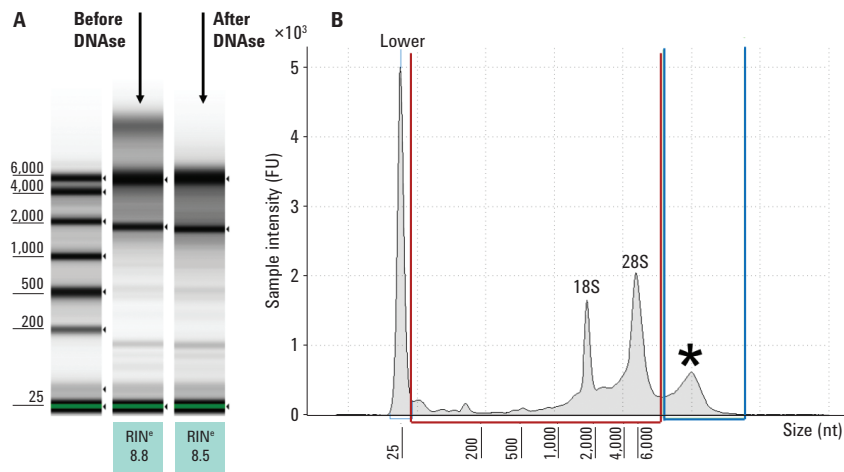 A
Before
DNAse
After
DNAse
6,000
4,000
2,000
1,000
500
200
25
RINᵉ
8.8
RINᵉ
8.5
B
×10³
Lower
5
4
3
2
1
0
Sample intensity (FU)
18S
28S
*
25
200
500
1,000
2,000
4,000
6,000
Size (nt)